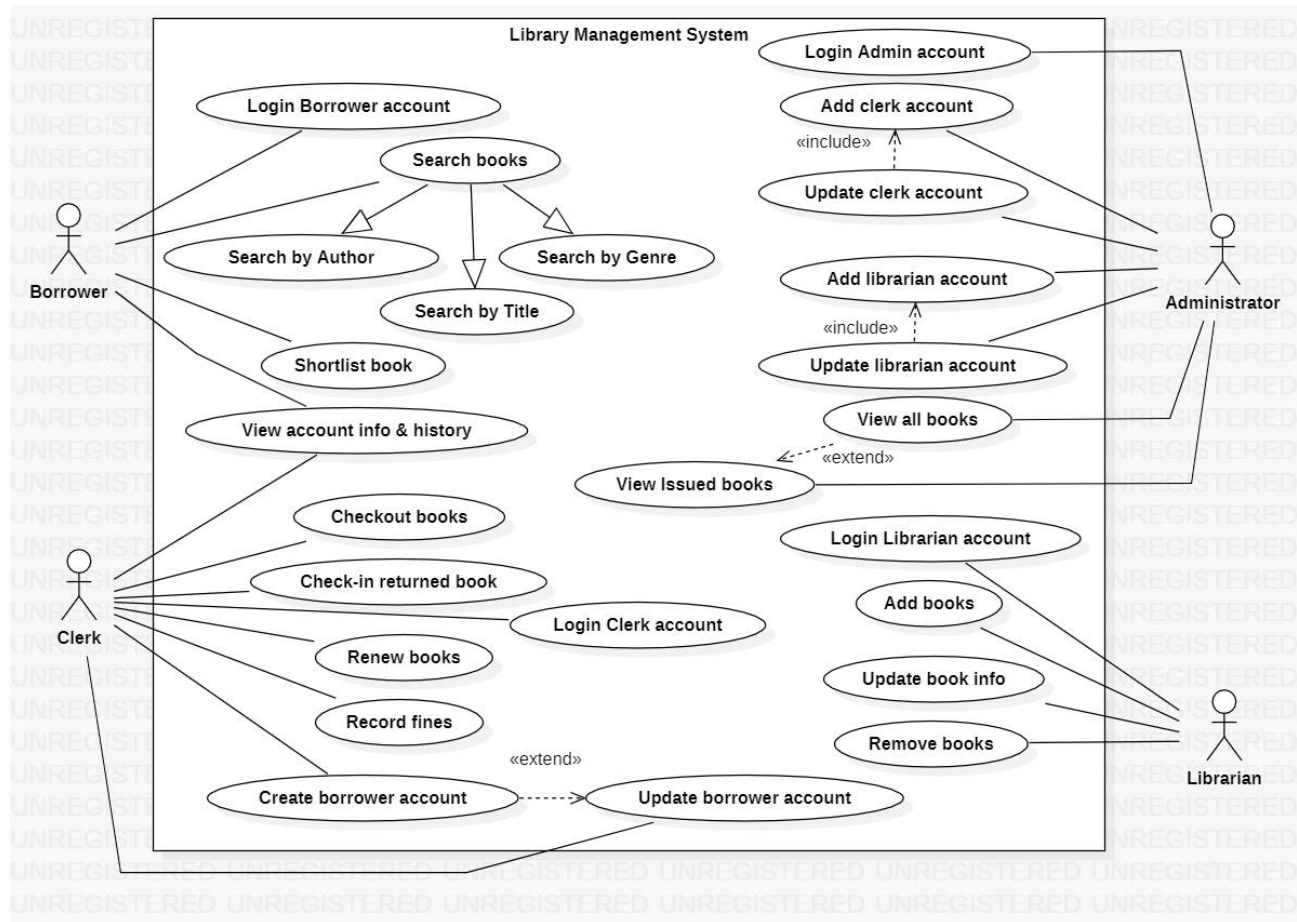 Library Management System
Login Admin account
Login Borrower account
Add clerk account
«include»
Search books
Update clerk account
Search by Author
Search by Genre
Borrower
Add librarian account
Administrator
Search by Title
«include»
Shortlist book
Update librarian account
View account info & history
View all books
«extend»
View Issued books
Checkout books
Login Librarian account
Check-in returned book
Add books
Login Clerk account
Clerk
Renew books
Update book info
Record fines
Remove books
«extend»
Librarian
Create borrower account
Update borrower account
UNREGISTERED UNREGISTERED UNREGISTERED UNREGISTERED UNREGISTERED UNREGISTERED
UNREGISTERED UNREGISTERED UNREGISTERED UNREGISTERED UNREGISTERED UNREGISTERED